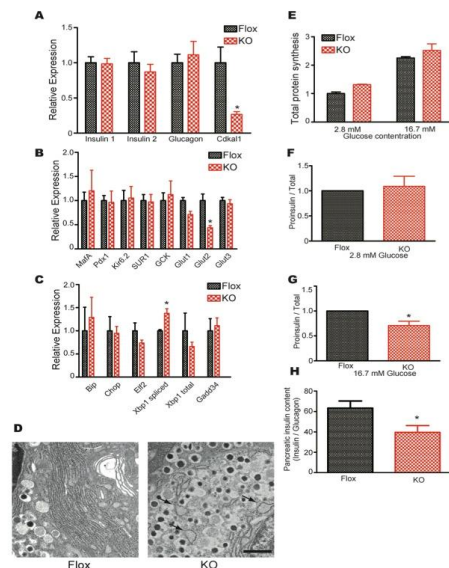 A
Relative Expression
1.5
1.0
0.5
0.0
Flox
KO
*
Insulin 1
Insulin 2
Glucagon
Cdkal1
B
Relative Expression
2.0
1.5
1.0
0.5
0.0
Flox
KO
*
MafA
Pdx1
Kir6.2
SUR1
GCK
Glut1
Glut2
Glut3
C
Relative Expression
2.0
1.5
1.0
0.5
0.0
Flox
KO
*
Bip
Chop
Eif2
Xbp1 spliced
Xbp1 total
Gadd34
D
Flox
KO
E
Total protein synthesis
3
2
1
0
Flox
KO
2.8 mM
16.7 mM
Glucose contentration
F
Proinsulin /Total
1.5
1.0
0.5
0.0
Flox
KO
2.8 mM Glucose
G
Proinsulin / Total
1.5
1.0
0.5
0.0
*
Flox
KO
16.7 mM Glucose
H
Pancreatic insulin content
(Insulin / Glucagon)
80
60
40
20
0
*
Flox
KO